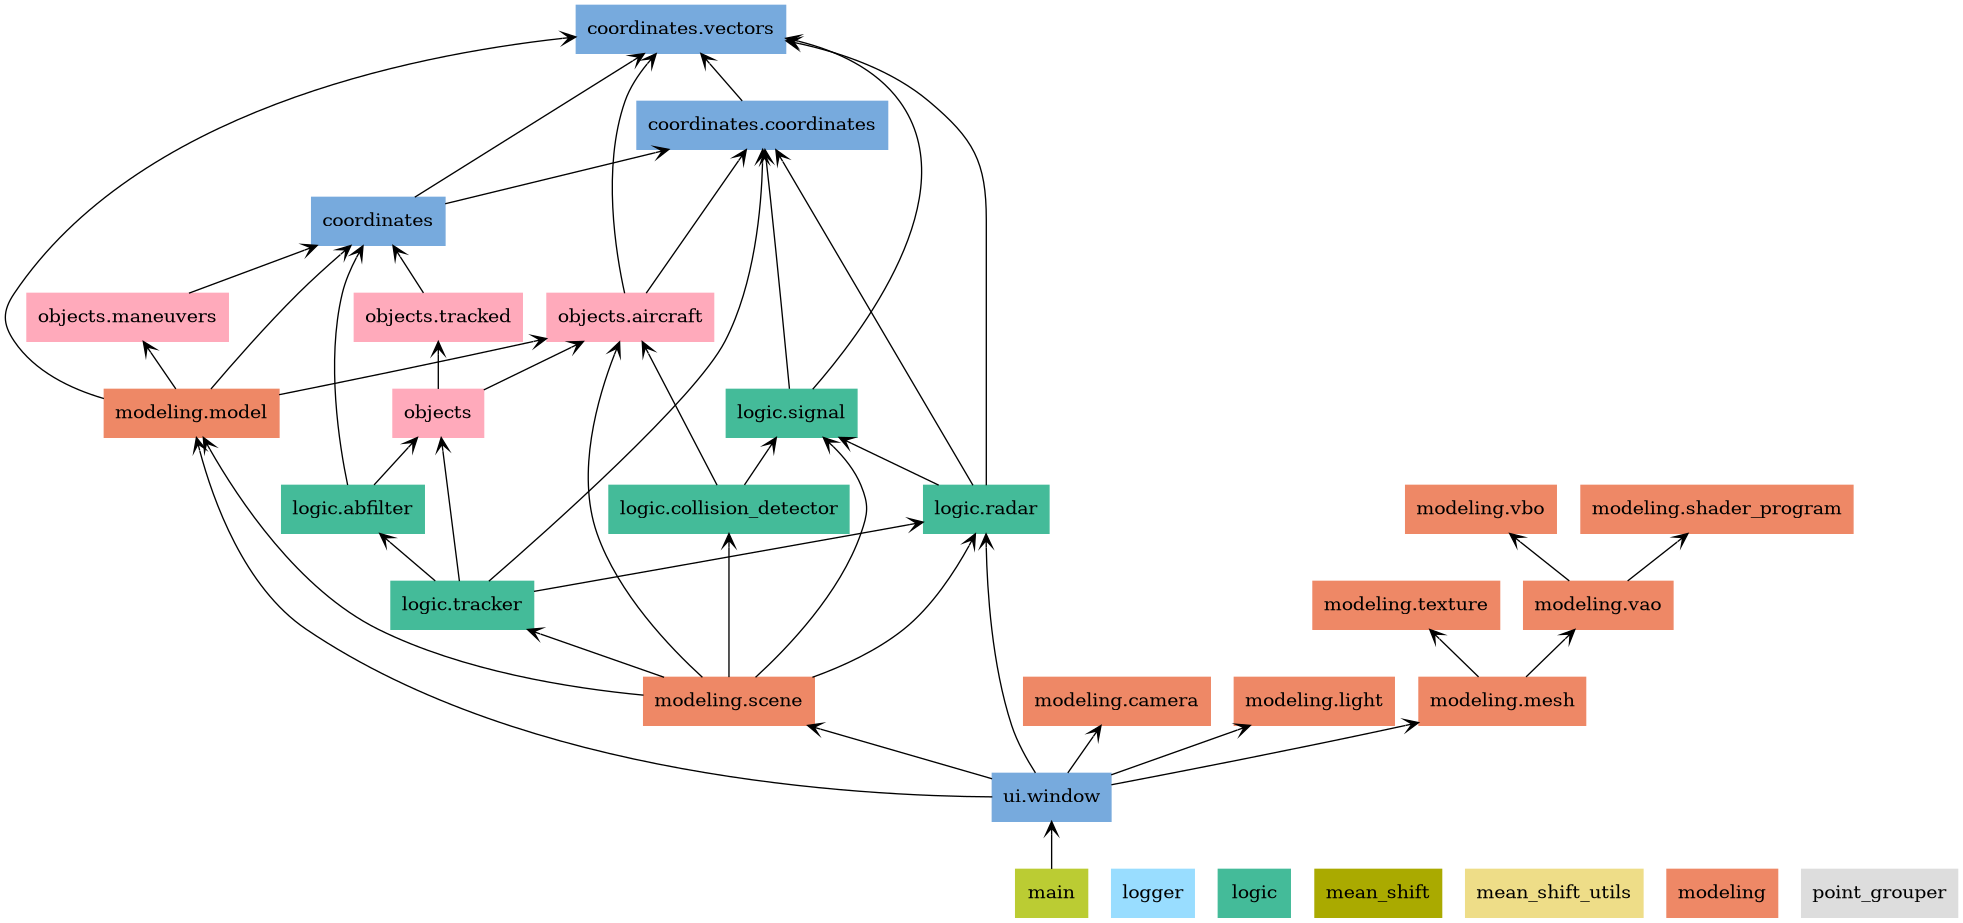 coordinates.vectors
coordinates.coordinates
coordinates
objects.maneuvers
objects.tracked
objects.aircraft
modeling.model
objects
logic.signal
logic.abfilter
logic.collision_detector
logic.radar
modeling.vbo
modeling.shader_program
logic.tracker
modeling.texture
modeling.vao
modeling.scene
modeling.camera
modeling.light
modeling.mesh
ui.window
main
logger
logic
mean_shift
mean_shift_utils
modeling
point_grouper